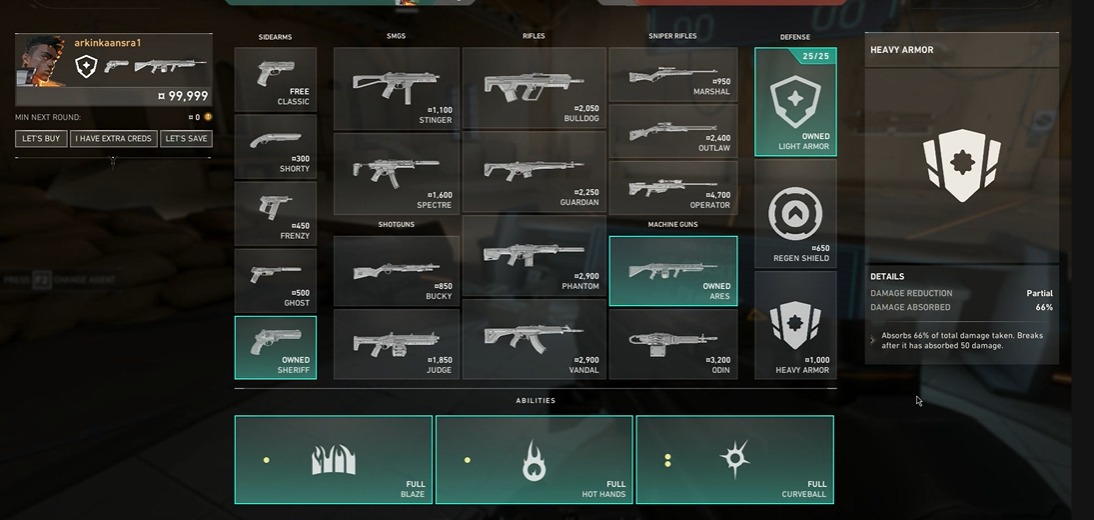 arkinkaansra1
¤ 99,999
MIN NEXT ROUND: ¤ 0
LET'S BUY
I HAVE EXTRA CREDS
LET'S SAVE
PRESS F3 CHANGE AGENT
SIDEARMS
FREE
CLASSIC
¤300
SHORTY
¤450
FRENZY
¤500
GHOST
OWNED
SHERIFF
SMGS
¤1,100
STINGER
¤1,600
SPECTRE
SHOTGUNS
¤850
BUCKY
¤1,850
JUDGE
RIFLES
¤2,050
BULLDOG
¤2,250
GUARDIAN
¤2,900
PHANTOM
¤2,900
VANDAL
SNIPER RIFLES
¤950
MARSHAL
¤2,400
OUTLAW
¤4,700
OPERATOR
MACHINE GUNS
OWNED
ARES
¤3,200
ODIN
DEFENSE
25/25
OWNED
LIGHT ARMOR
¤650
REGEN SHIELD
¤1,000
HEAVY ARMOR
HEAVY ARMOR
DETAILS
DAMAGE REDUCTION Partial
DAMAGE ABSORBED 66%
Absorbs 66% of total damage taken. Breaks
after it has absorbed 50 damage.
ABILITIES
FULL
BLAZE
FULL
HOT HANDS
FULL
CURVEBALL